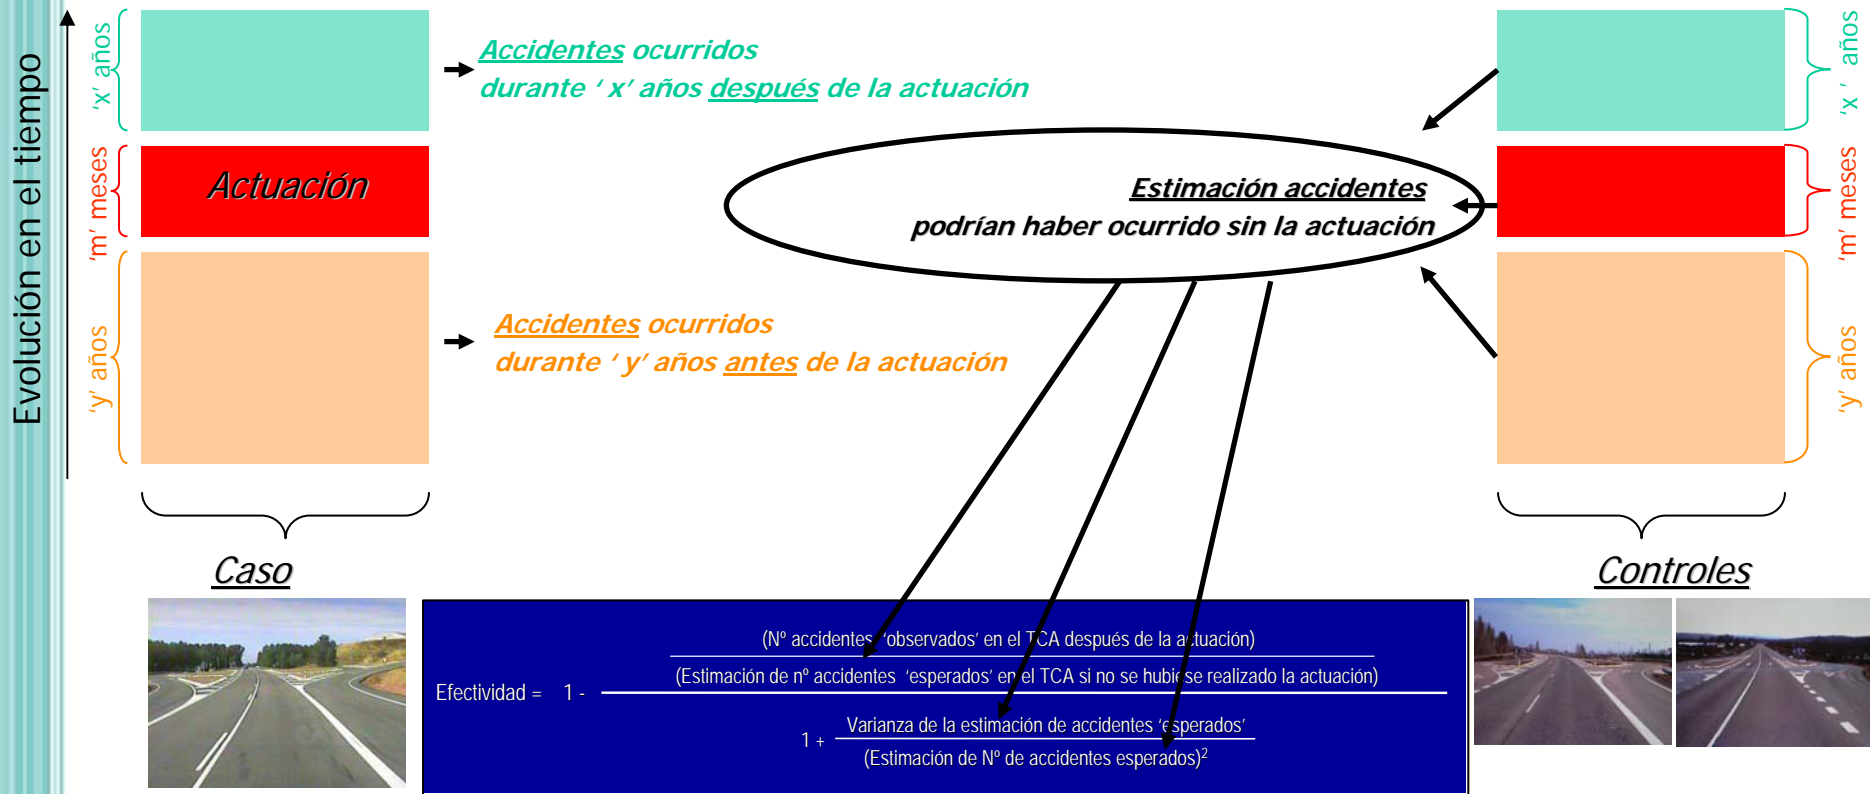 Evolución en el tiempo
'x' años
'm' meses
'y' años
Actuación
Accidentes ocurridos
durante ' x' años después de la actuación
Estimación accidentes
podrían haber ocurrido sin la actuación
Accidentes ocurridos
durante ' y' años antes de la actuación
'x ' años
'm' meses
'y' años
Caso
Controles
(Nº accidentes 'observados' en el TCA después de la actuación)
(Estimación de nº accidentes 'esperados' en el TCA si no se hubiese realizado la actuación)
Efectividad = 1 -
Varianza de la estimación de accidentes 'esperados'
1 +
(Estimación de Nº de accidentes esperados)2